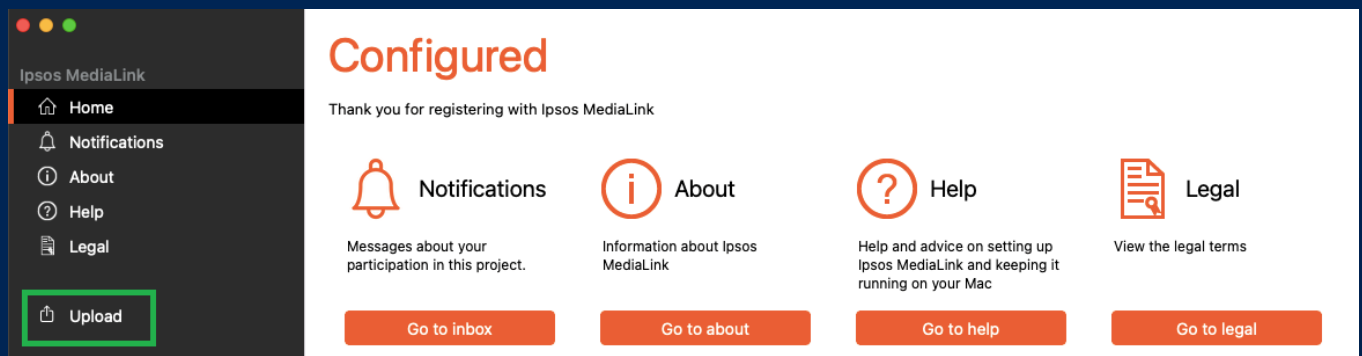 Ipsos MediaLink
Home
Notifications
About
Help
Legal
Upload
Configured
Thank you for registering with Ipsos MediaLink
Notifications
Messages about your
participation in this project.
Go to inbox
About
Information about Ipsos
MediaLink
Go to about
Help
Help and advice on setting up
Ipsos MediaLink and keeping it
running on your Mac
Go to help
Legal
View the legal terms
Go to legal